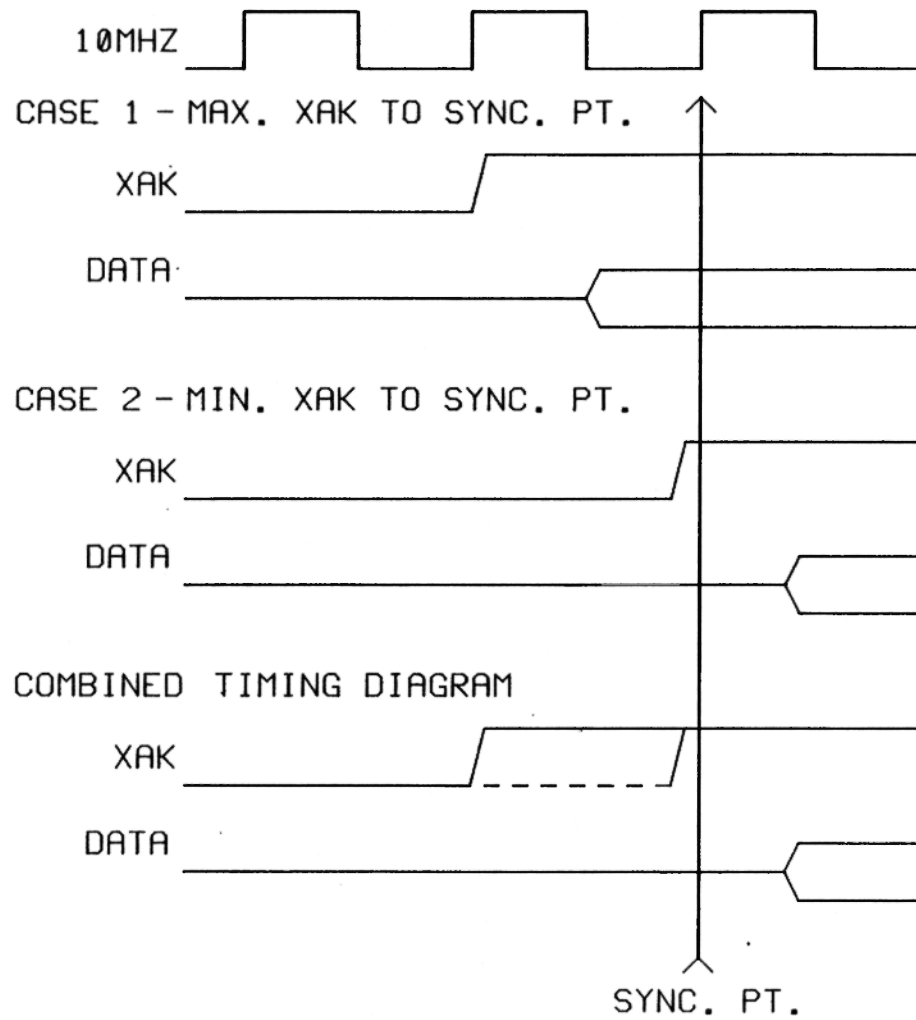 10MHZ
CASE 1 - MAX. XAK TO SYNC. PT.
XAK
DATA
CASE 2 - MIN. XAK TO SYNC. PT.
XAK
DATA
COMBINED TIMING DIAGRAM
XAK
DATA
SYNC. PT.